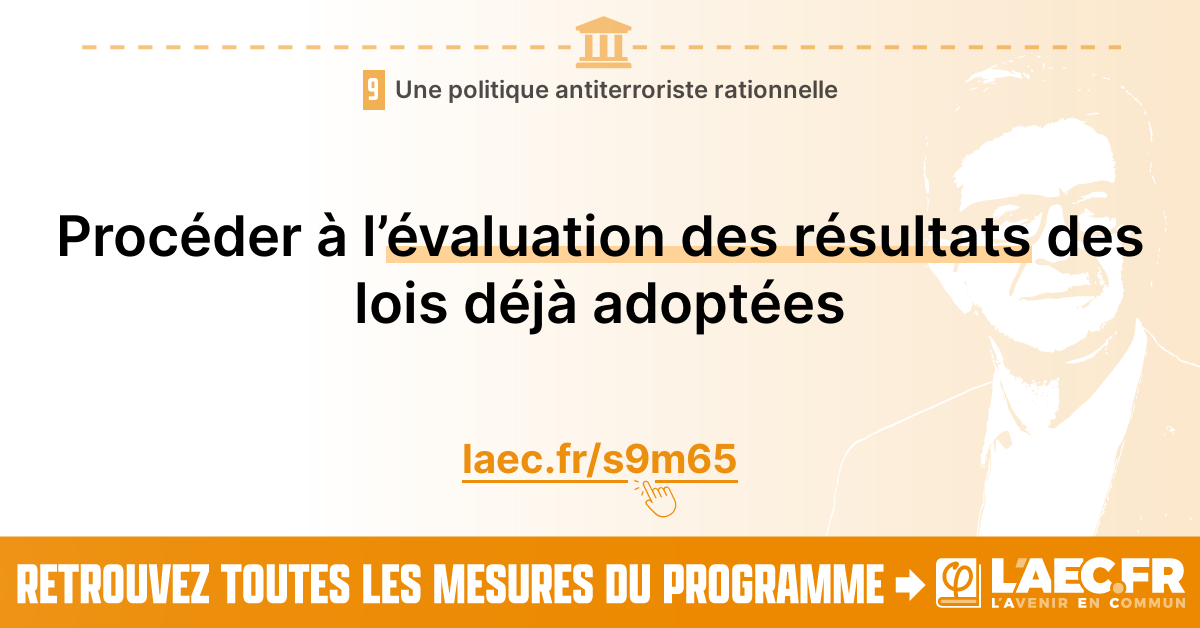 9 Une politique antiterroriste rationnelle
Procéder à l’évaluation des résultats des
lois déjà adoptées
laec.fr/s9m65
RETROUVEZ TOUTES LES MESURES DU PROGRAMME
φ L'AEC.FR
L'AVENIR EN COMMUN